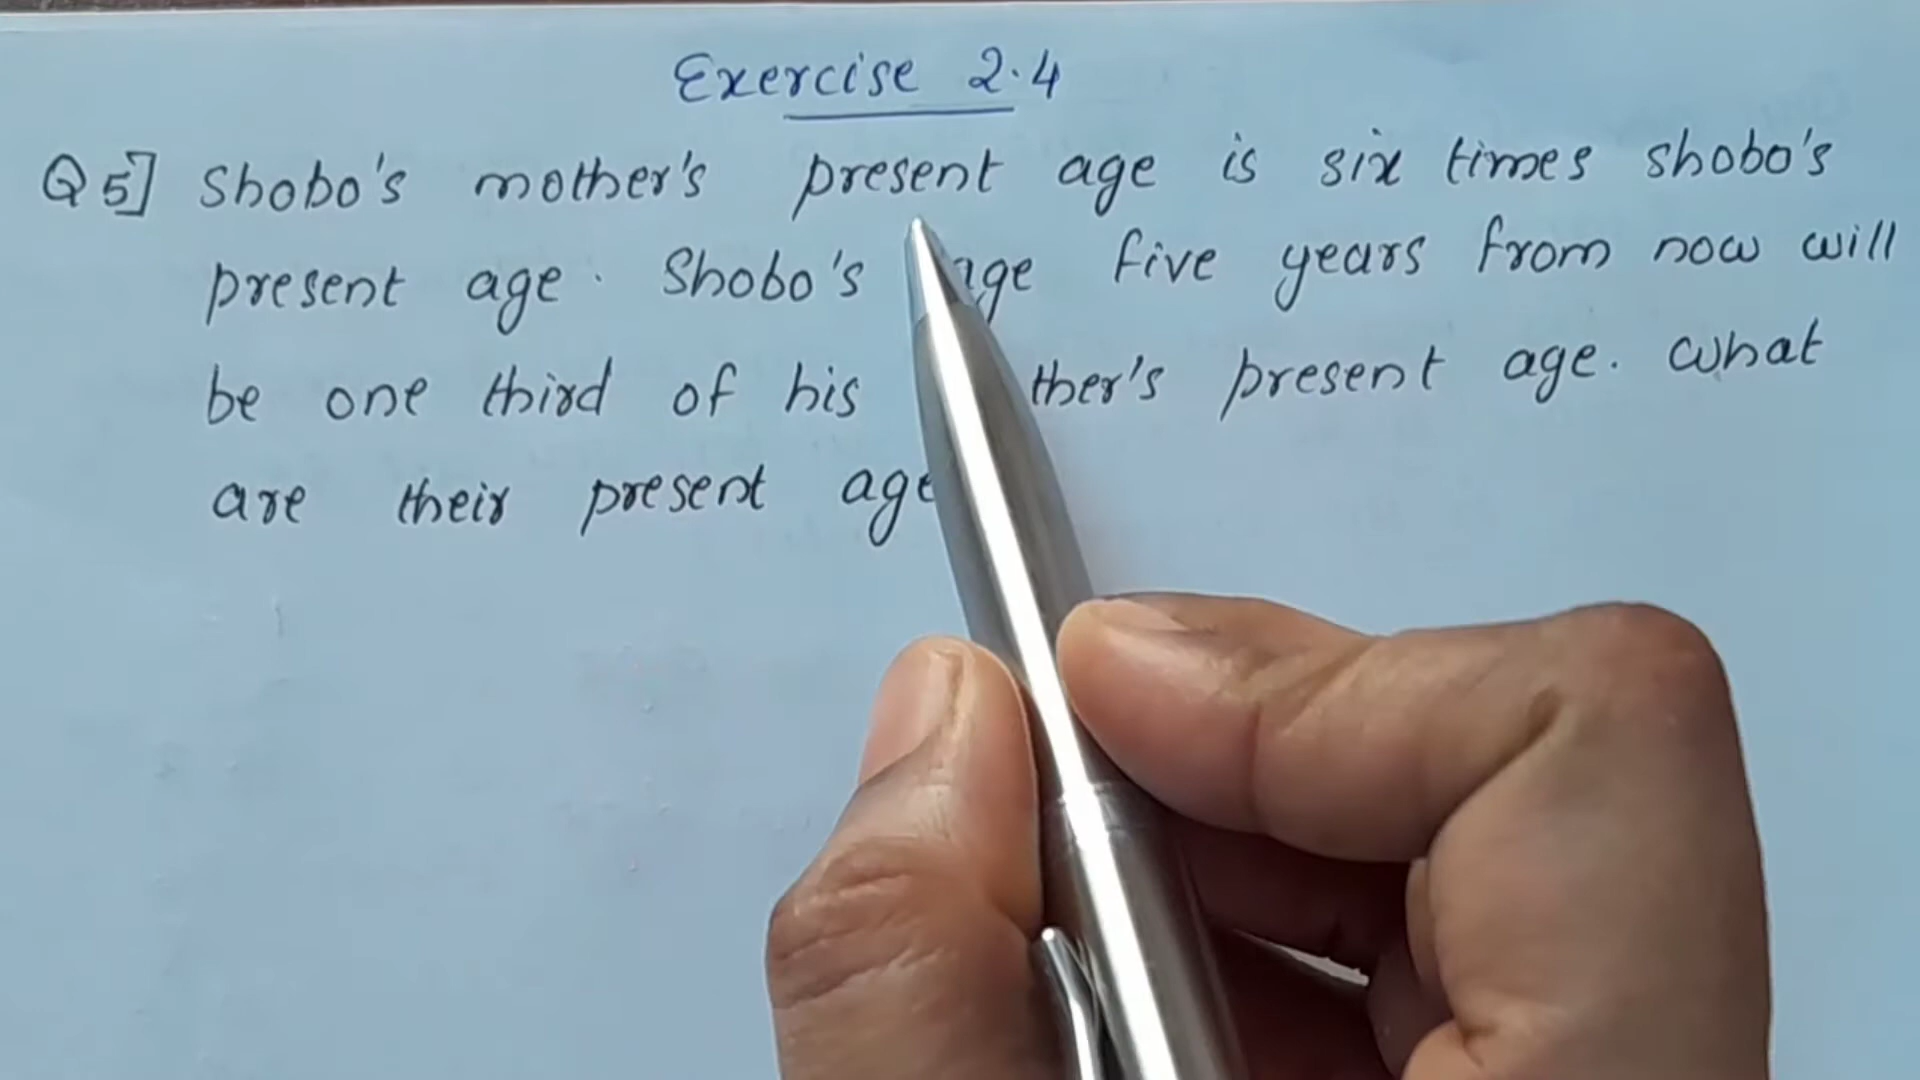 Exercise 2.4
Q5] Shobo's mother's present age is six times shobo's
present age. Shobo's age five years from now will
be one third of his ther's present age. What
are their present age